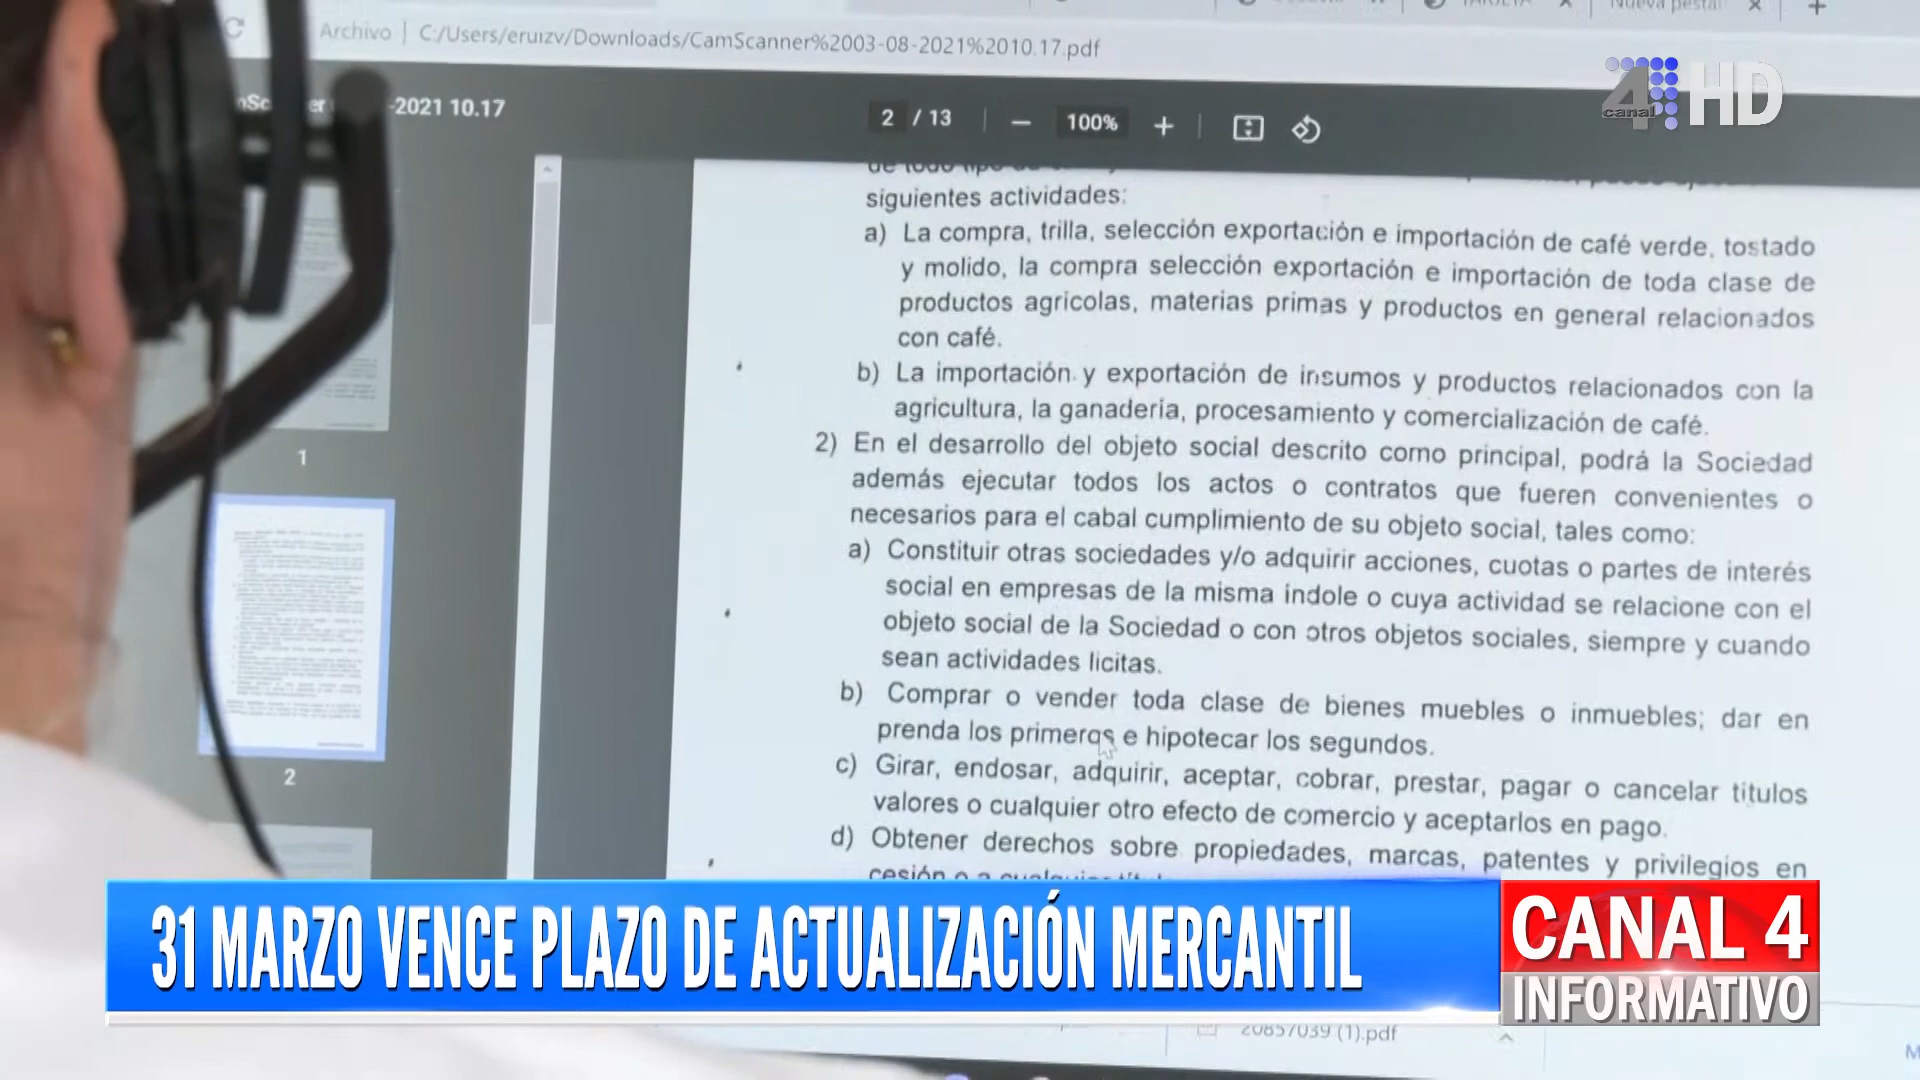 Archivo | C:/Users/eruizv/Downloads/CamScanner%2003-08-2021%2010.17.pdf
-2021 10.17
2 / 13
100%
4 HD
canal
siguientes actividades:
a) La compra, trilla, selección exportación e importación de café verde, tostado
y molido, la compra selección exportación e importación de toda clase de
productos agricolas, materias primas y productos en general relacionados
con café.
b) La importación y exportación de insumos y productos relacionados con la
agricultura, la ganadería, procesamiento y comercialización de café.
2) En el desarrollo del objeto social descrito como principal, podrá la Sociedad
además ejecutar todos los actos o contratos que fueren convenientes o
necesarios para el cabal cumplimiento de su objeto social, tales como:
a) Constituir otras sociedades y/o adquirir acciones, cuotas o partes de interés
social en empresas de la misma índole o cuya actividad se relacione con el
objeto social de la Sociedad o con otros objetos sociales, siempre y cuando
sean actividades licitas.
b) Comprar o vender toda clase de bienes muebles o inmuebles; dar en
prenda los primeros e hipotecar los segundos.
c) Girar, endosar, adquirir, aceptar, cobrar, prestar, pagar o cancelar títulos
valores o cualquier otro efecto de comercio y aceptarlos en pago.
d) Obtener derechos sobre propiedades, marcas, patentes y privilegios en
1
2
31 MARZO VENCE PLAZO DE ACTUALIZACIÓN MERCANTIL
CANAL 4
INFORMATIVO
20857039 (1).pdf